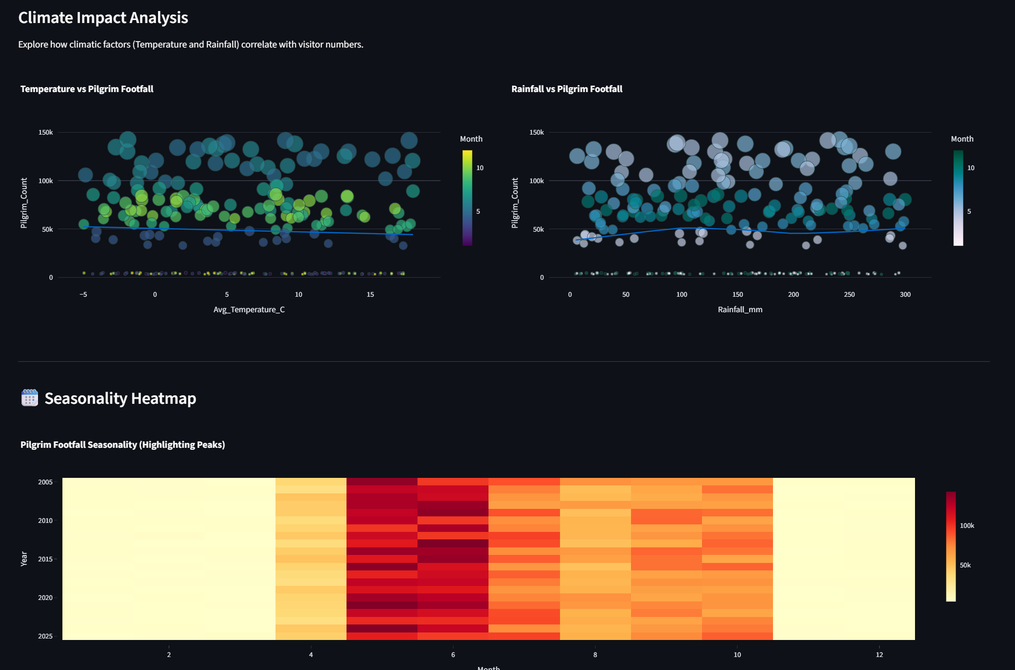 Climate Impact Analysis
Explore how climatic factors (Temperature and Rainfall) correlate with visitor numbers.
Temperature vs Pilgrim Footfall
150k
100k
50k
0
Pilgrim_Count
−5 0 5 10 15
Avg_Temperature_C
Month
10
5
Rainfall vs Pilgrim Footfall
150k
100k
50k
0
Pilgrim_Count
0 50 100 150 200 250 300
Rainfall_mm
Month
10
5
Seasonality Heatmap
Pilgrim Footfall Seasonality (Highlighting Peaks)
2005
2010
2015
2020
2025
Year
2 4 6 8 10 12
Month
100k
50k